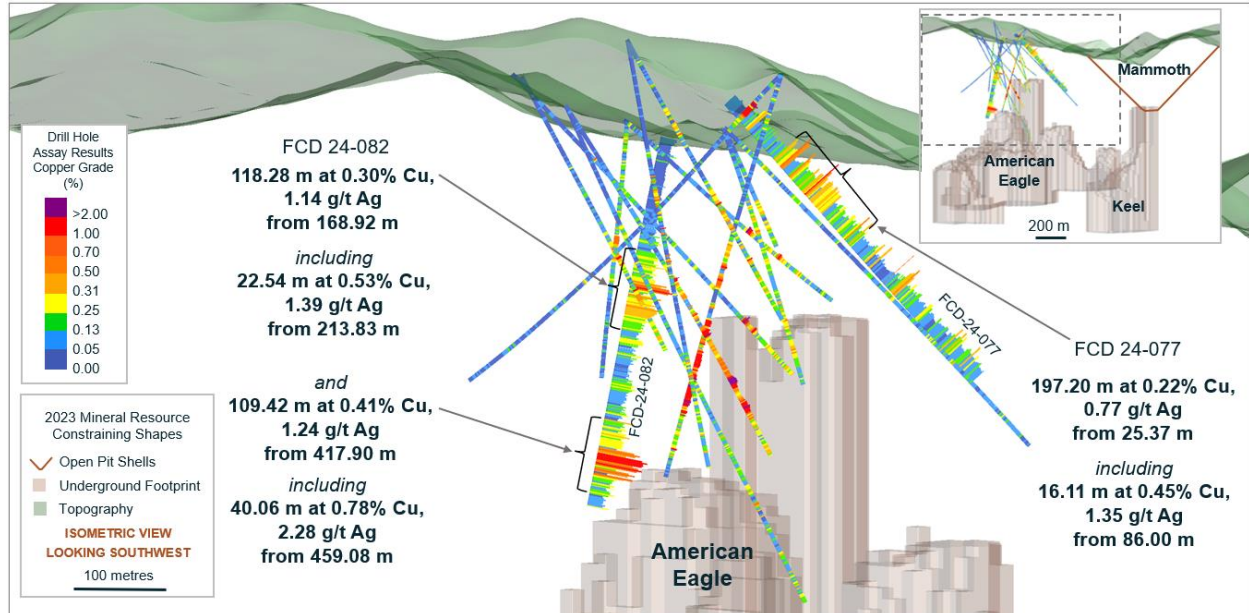 Drill Hole
Assay Results
Copper Grade
(%)
>2.00
1.00
0.70
0.50
0.31
0.25
0.13
0.05
0.00
2023 Mineral Resource
Constraining Shapes
Open Pit Shells
Underground Footprint
Topography
ISOMETRIC VIEW
LOOKING SOUTHWEST
100 metres
FCD 24-082
118.28 m at 0.30% Cu,
1.14 g/t Ag
from 168.92 m
including
22.54 m at 0.53% Cu,
1.39 g/t Ag
from 213.83 m
and
109.42 m at 0.41% Cu,
1.24 g/t Ag
from 417.90 m
including
40.06 m at 0.78% Cu,
2.28 g/t Ag
from 459.08 m
FCD-24-082
FCD-24-077
American
Eagle
Mammoth
American
Eagle
Keel
200 m
FCD 24-077
197.20 m at 0.22% Cu,
0.77 g/t Ag
from 25.37 m
including
16.11 m at 0.45% Cu,
1.35 g/t Ag
from 86.00 m